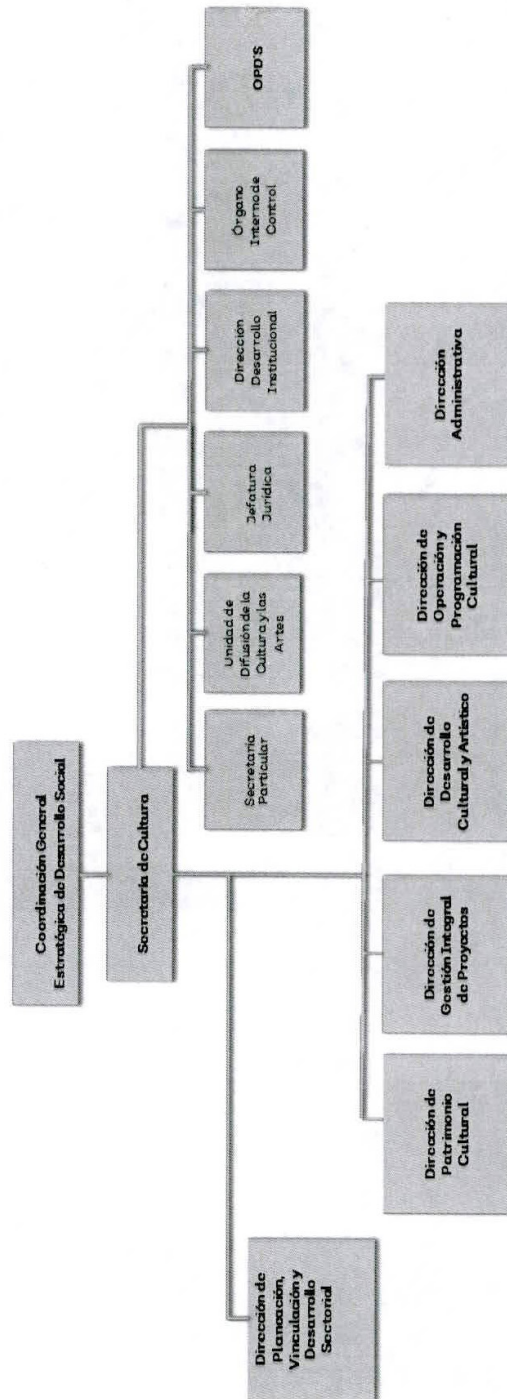 Coordinación General
Estratégica de Desarrollo Social
Secretaría de Cultura
Secretaria
Particular
Unidad de
Difusión de la
Cultura y las
Artes
Jefatura
Jurídica
Dirección
Desarrollo
Institucional
Órgano
Interno de
Control
OPD'S
Dirección de
Planeación,
Vinculación y
Desarrollo
Sectorial
Dirección de
Patrimonio
Cultural
Dirección de
Gestión Integral
de Proyectos
Dirección de
Desarrollo
Cultural y Artístico
Dirección de
Operación y
Programación
Cultural
Dirección
Administrativa